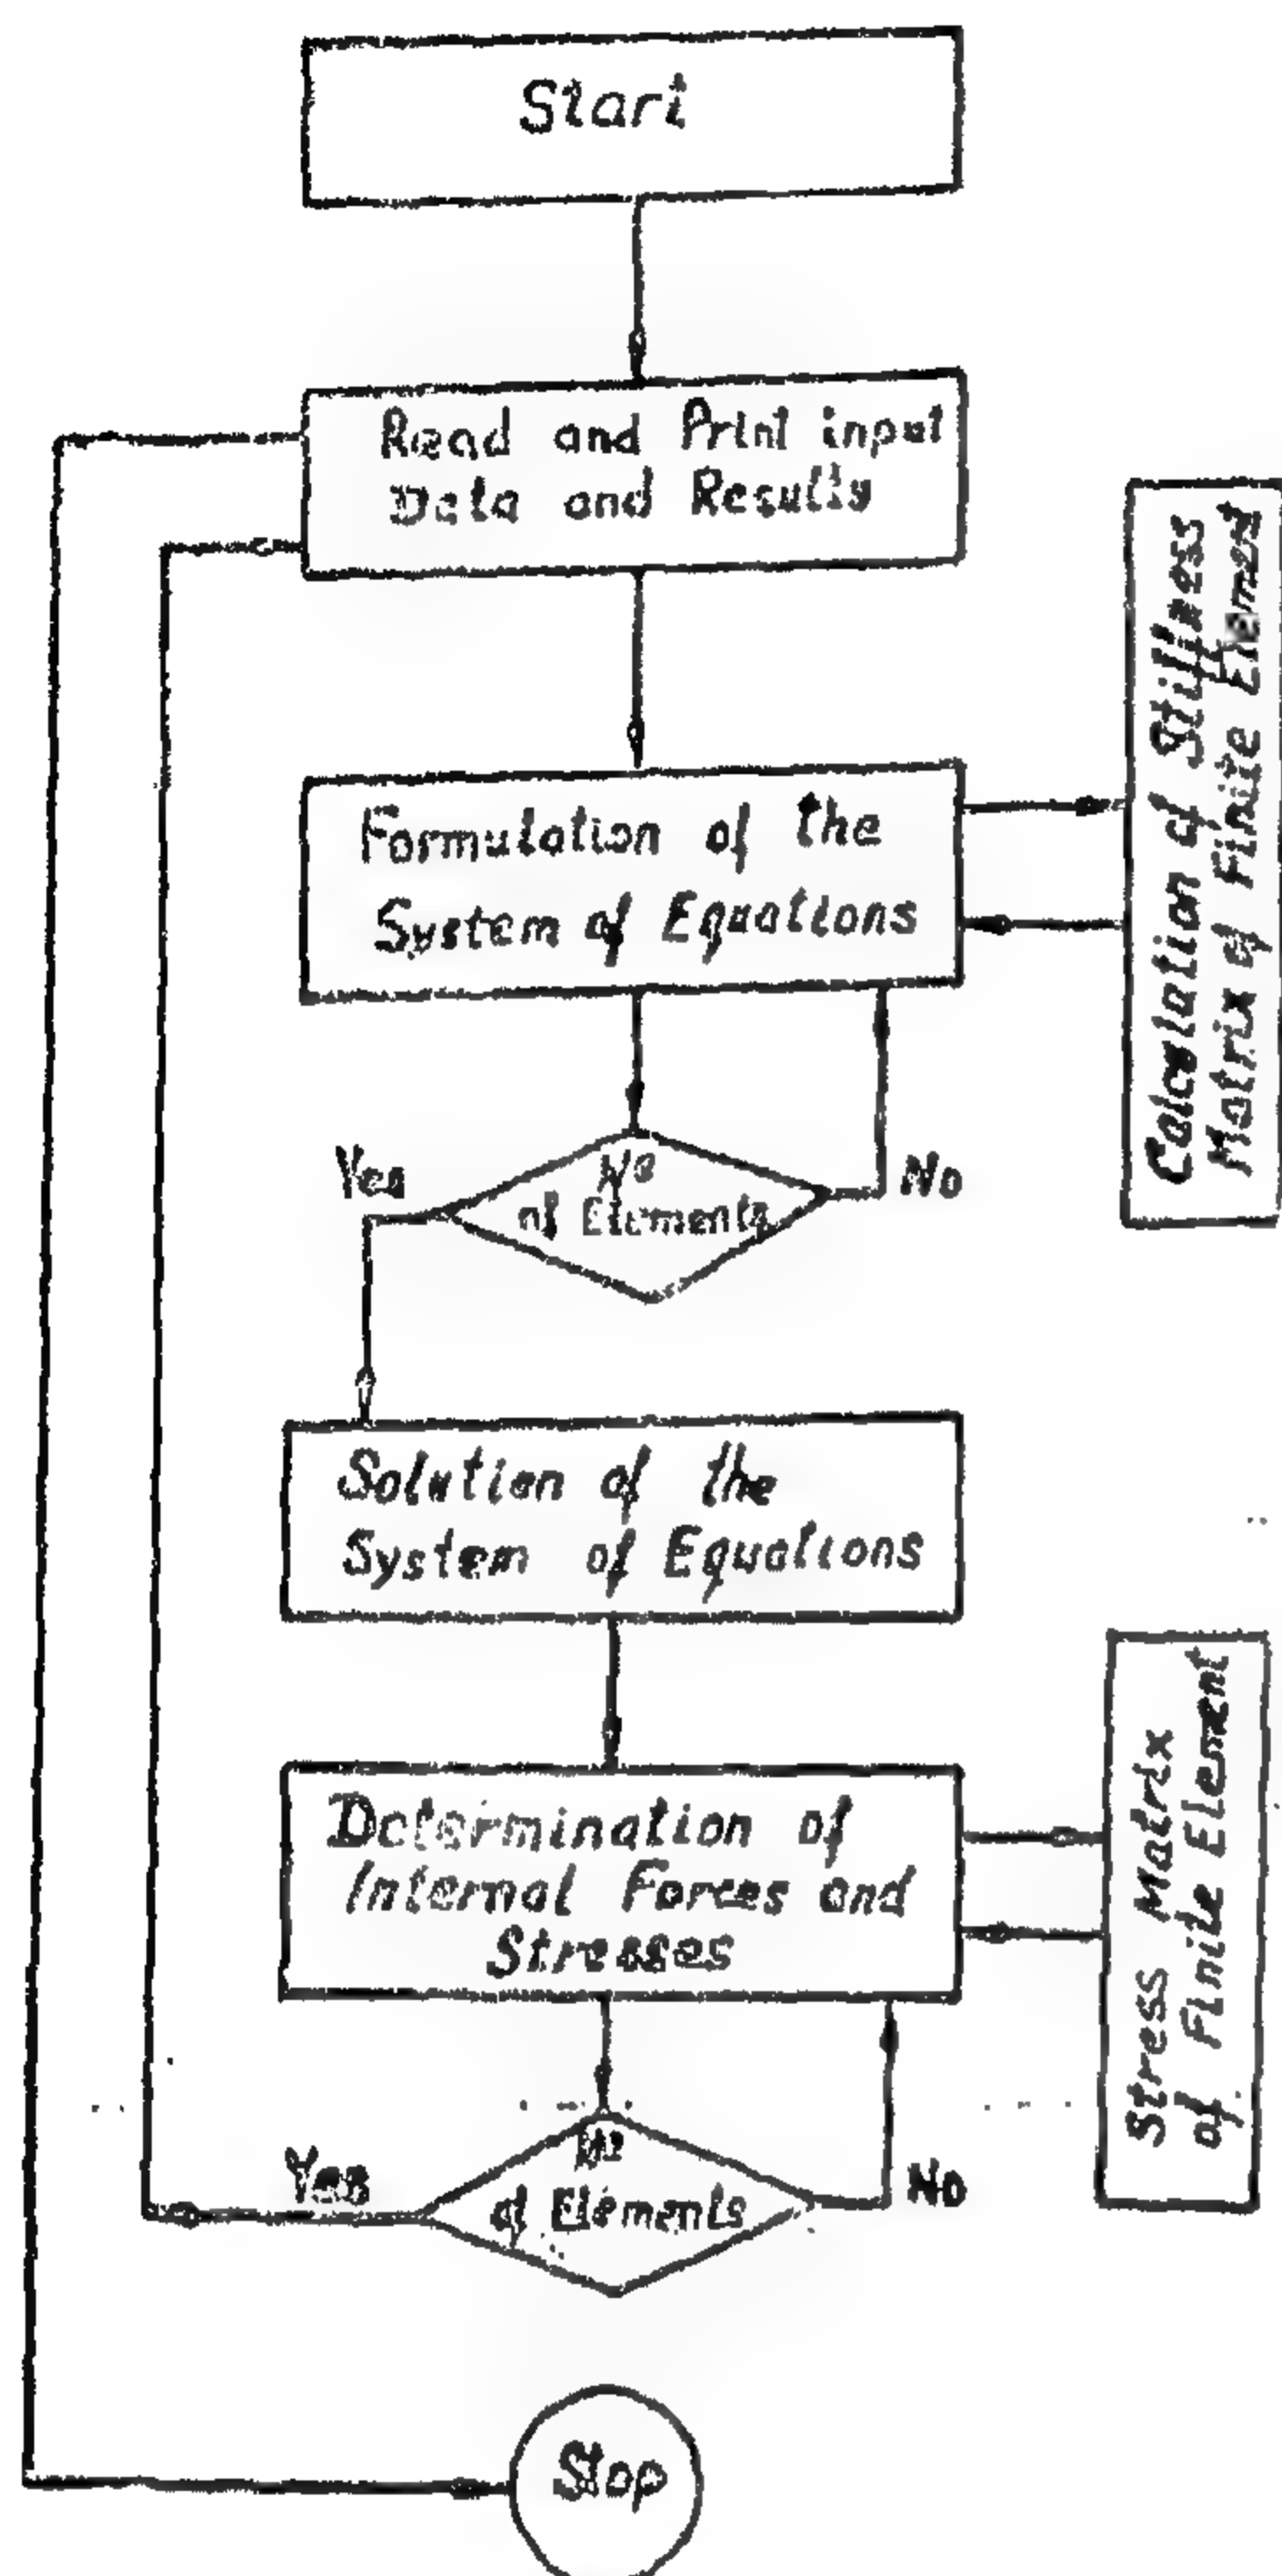 Start
Read and Print input
Data and Results
Calculation of Stiffness
Matrix of Finite Element
Formulation of the
System of Equations
Yes
Nº
of Elements
No
Solution of the
System of Equations
Determination of
Internal Forces and
Stresses
Stress Matrix
of Finite Element
Yes
Nº
of Elements
No
Stop